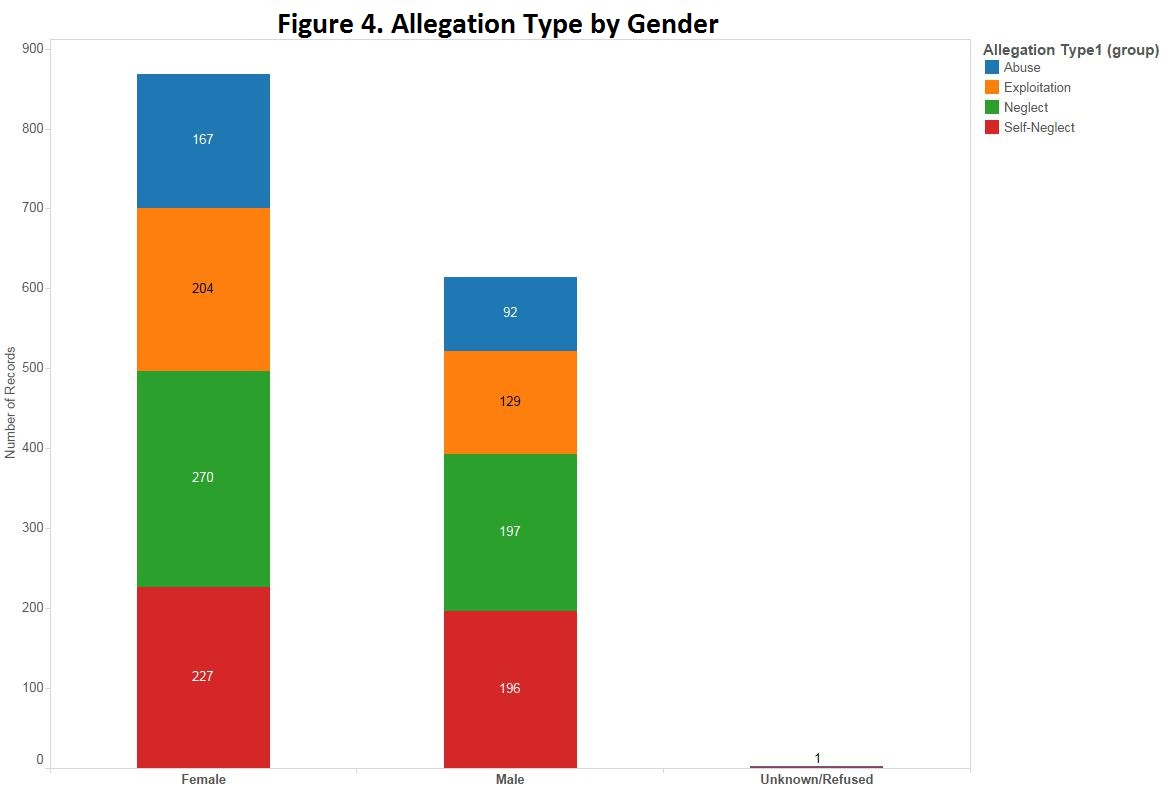 Figure 4. Allegation Type by Gender
Allegation Type1 (group)
Abuse
Exploitation
Neglect
Self-Neglect
Number of Records
900
800
700
600
500
400
300
200
100
0
167
204
270
227
92
129
197
196
1
Female
Male
Unknown/Refused